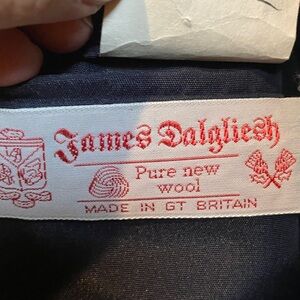 James Dalgliesh
Pure new
wool
MADE IN GT BRITAIN